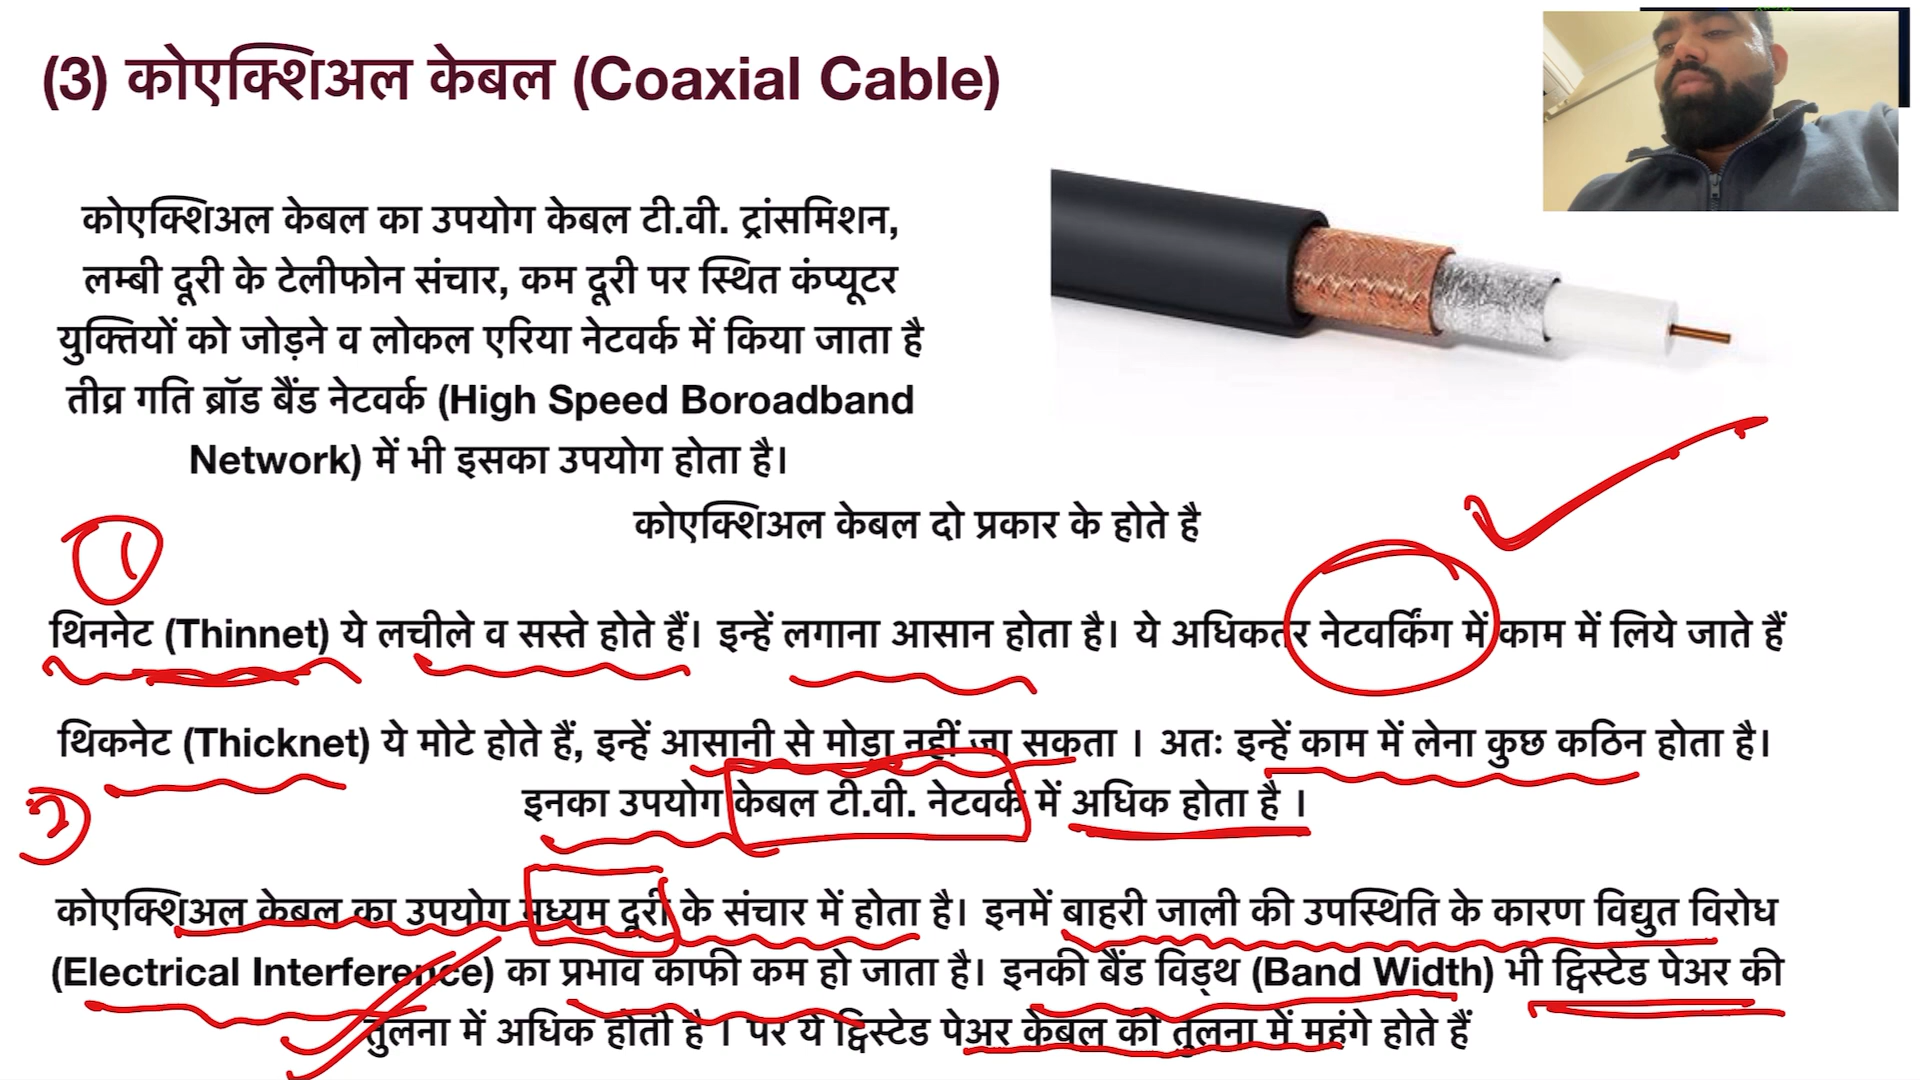 (3) कोएक्शिअल केबल (Coaxial Cable)
कोएक्शिअल केबल का उपयोग केबल टी.वी. ट्रांसमिशन,
लम्बी दूरी के टेलीफोन संचार, कम दूरी पर स्थित कंप्यूटर
युक्तियों को जोड़ने व लोकल एरिया नेटवर्क में किया जाता है
तीव्र गति ब्रॉड बैंड नेटवर्क (High Speed Boroadband
Network) में भी इसका उपयोग होता है।
कोएक्शिअल केबल दो प्रकार के होते है
1
थिननेट (Thinnet) ये लचीले व सस्ते होते हैं। इन्हें लगाना आसान होता है। ये अधिकतर नेटवर्किंग में काम में लिये जाते हैं
थिकनेट (Thicknet) ये मोटे होते हैं, इन्हें आसानी से मोड़ा नहीं जा सकता । अतः इन्हें काम में लेना कुछ कठिन होता है।
2
इनका उपयोग केबल टी.वी. नेटवर्क में अधिक होता है ।
कोएक्शिअल केबल का उपयोग मध्यम दूरी के संचार में होता है। इनमें बाहरी जाली की उपस्थिति के कारण विद्युत विरोध
(Electrical Interference) का प्रभाव काफी कम हो जाता है। इनकी बैंड विड्थ (Band Width) भी ट्विस्टेड पेअर की
तुलना में अधिक होती है । पर ये ट्विस्टेड पेअर केबल की तुलना में महंगे होते हैं